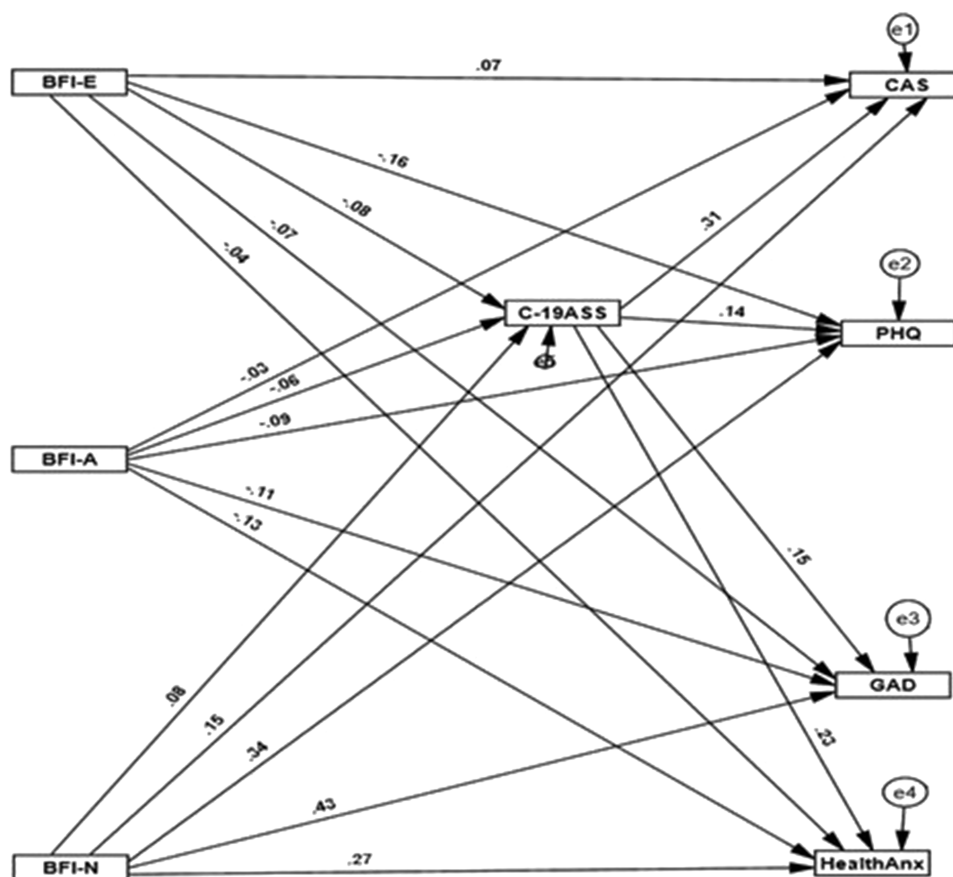 e1
BFI-E
.07
CAS
-.16
-.08
-.07
.31
-.04
e2
C-19ASS
.14
PHQ
-.03
-.06
-.09
BFI-A
-.11
-.13
.15
e3
GAD
.08
.15
.34
.23
.43
e4
BFI-N
.27
HealthAnx